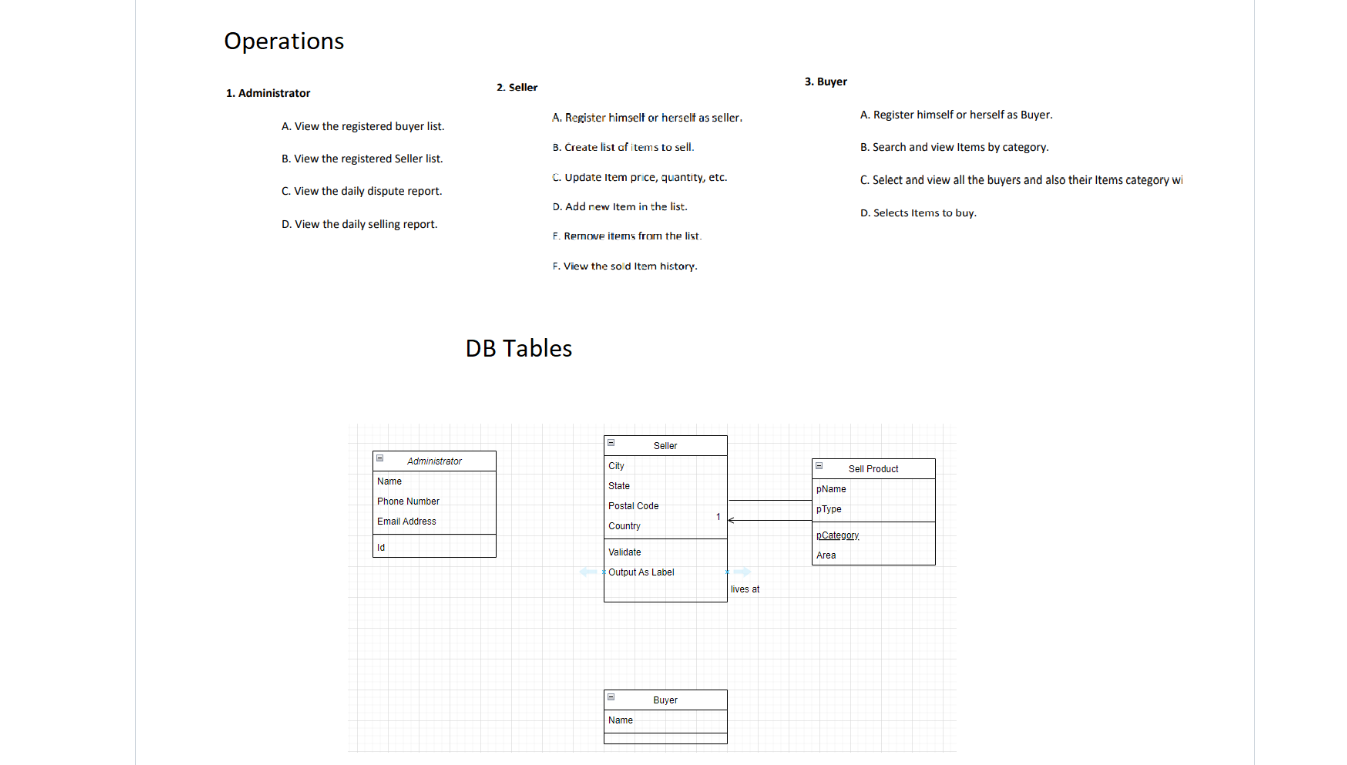 Operations
1. Administrator
A. View the registered buyer list.
B. View the registered Seller list.
C. View the daily dispute report.
D. View the daily selling report.
2. Seller
A. Register himself or herself as seller.
B. Create list of items to sell.
C. Update Item price, quantity, etc.
D. Add new Item in the list.
E. Remove items from the list.
F. View the sold Item history.
3. Buyer
A. Register himself or herself as Buyer.
B. Search and view Items by category.
C. Select and view all the buyers and also their Items category wi
D. Selects Items to buy.
DB Tables
Administrator
Name
Phone Number
Email Address
Id
Seller
City
State
Postal Code
Country
Validate
Output As Label
1
lives at
Sell Product
pName
pType
pCategory
Area
Buyer
Name